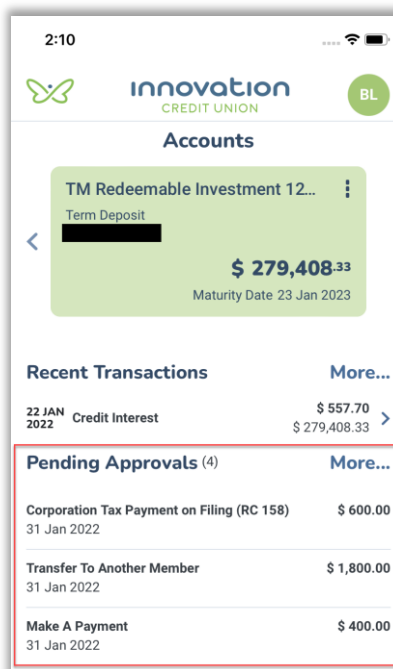 2:10
innovation
CREDIT UNION
BL
Accounts
TM Redeemable Investment 12...
Term Deposit
$ 279,408.33
Maturity Date 23 Jan 2023
Recent Transactions More...
22 JAN 2022 Credit Interest $ 557.70
$ 279,408.33
Pending Approvals (4) More...
Corporation Tax Payment on Filing (RC 158) $ 600.00
31 Jan 2022
Transfer To Another Member $ 1,800.00
31 Jan 2022
Make A Payment $ 400.00
31 Jan 2022